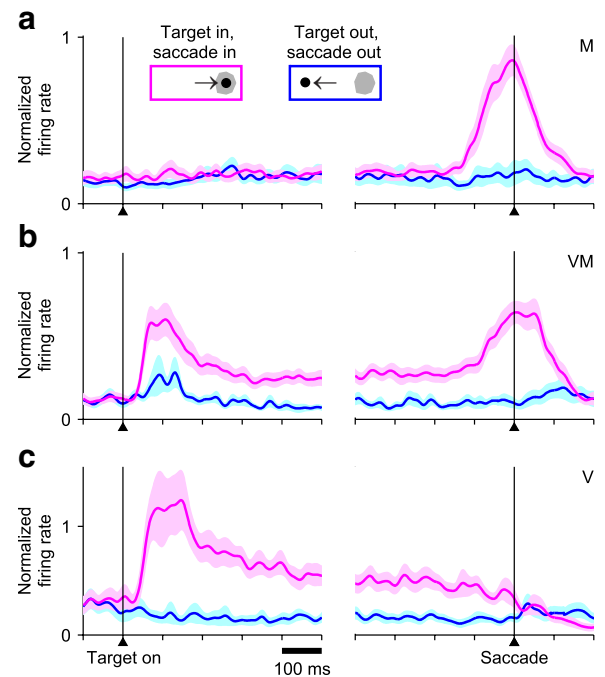 a
Target in,
saccade in
Target out,
saccade out
M
Normalized
firing rate
1
0
b
VM
Normalized
firing rate
1
0
c
V
Normalized
firing rate
1
0
Target on
100 ms
Saccade